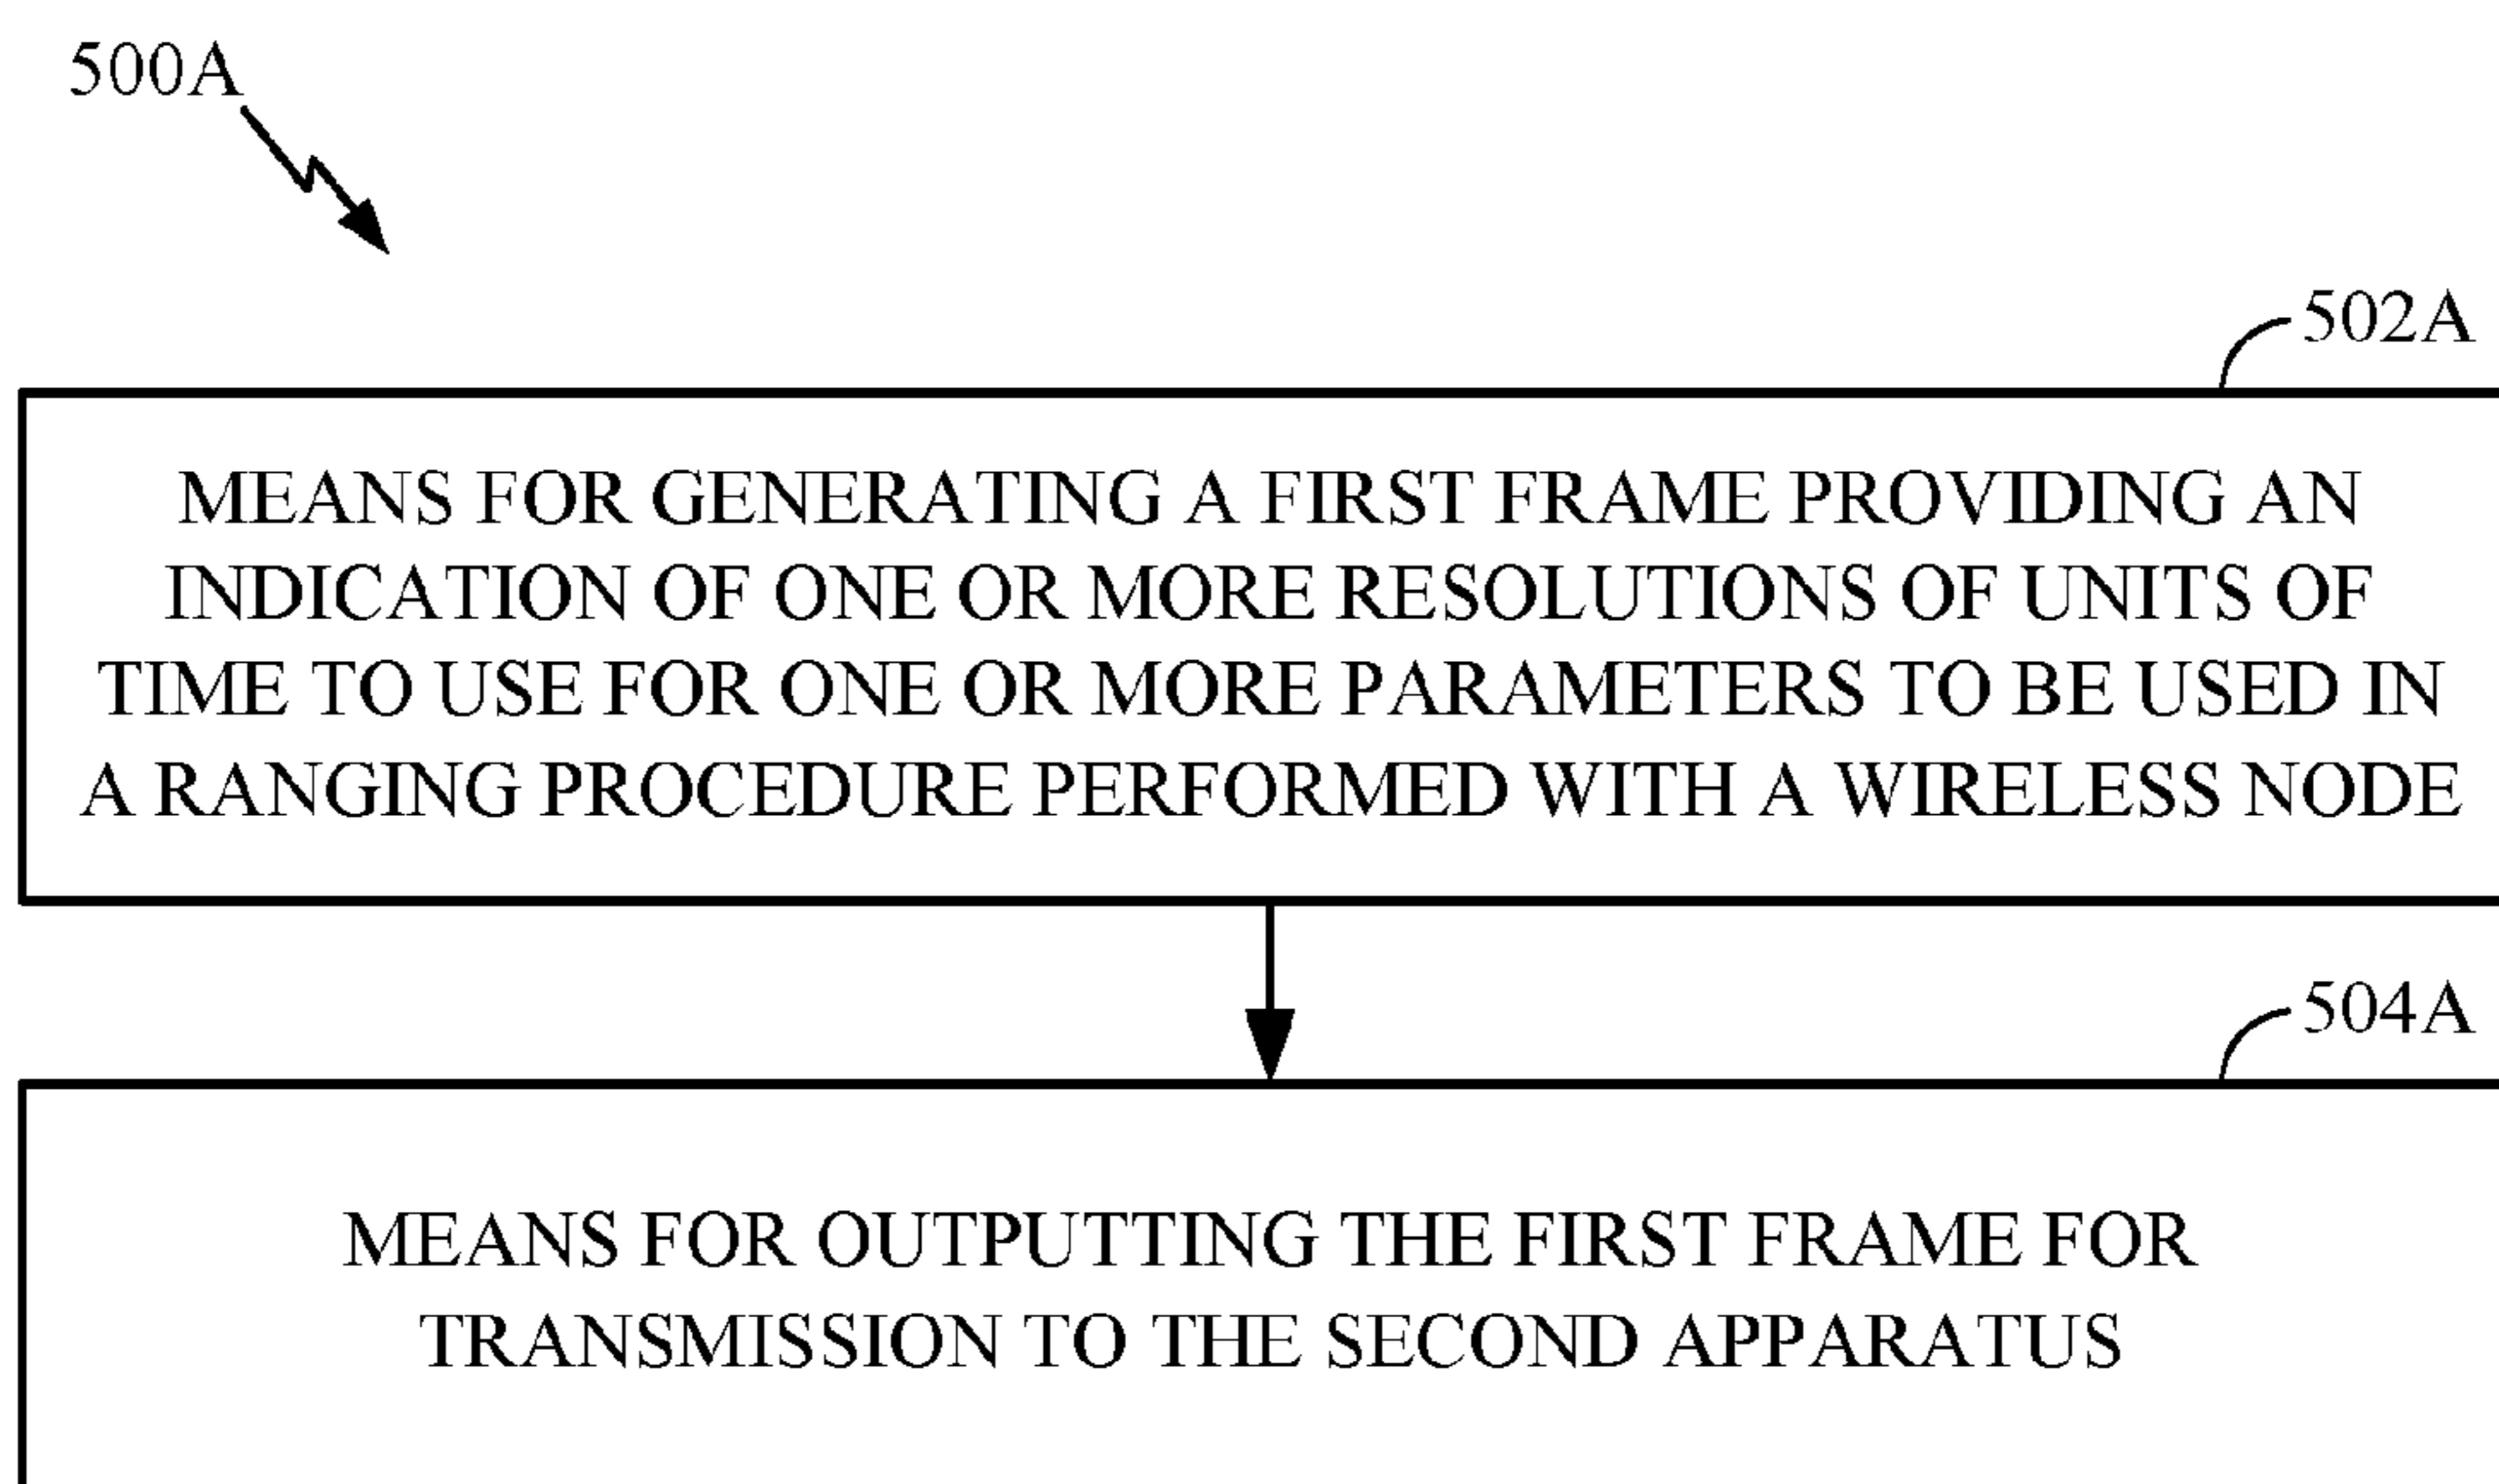 500A
502A
MEANS FOR GENERATING A FIRST FRAME PROVIDING AN
INDICATION OF ONE OR MORE RESOLUTIONS OF UNITS OF
TIME TO USE FOR ONE OR MORE PARAMETERS TO BE USED IN
A RANGING PROCEDURE PERFORMED WITH A WIRELESS NODE
504A
MEANS FOR OUTPUTTING THE FIRST FRAME FOR
TRANSMISSION TO THE SECOND APPARATUS